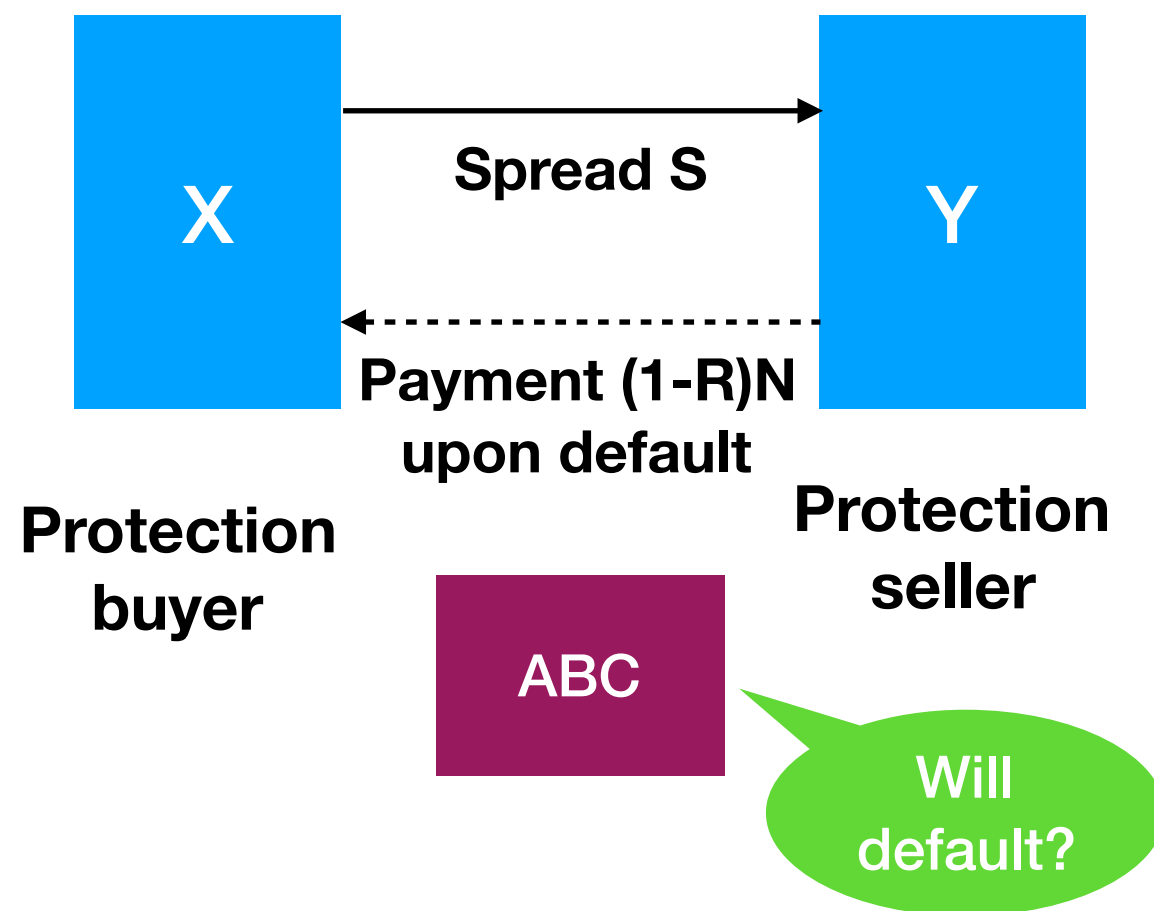 X
Spread S
Y
Payment (1-R)N
upon default
Protection
buyer
Protection
seller
ABC
Will
default?